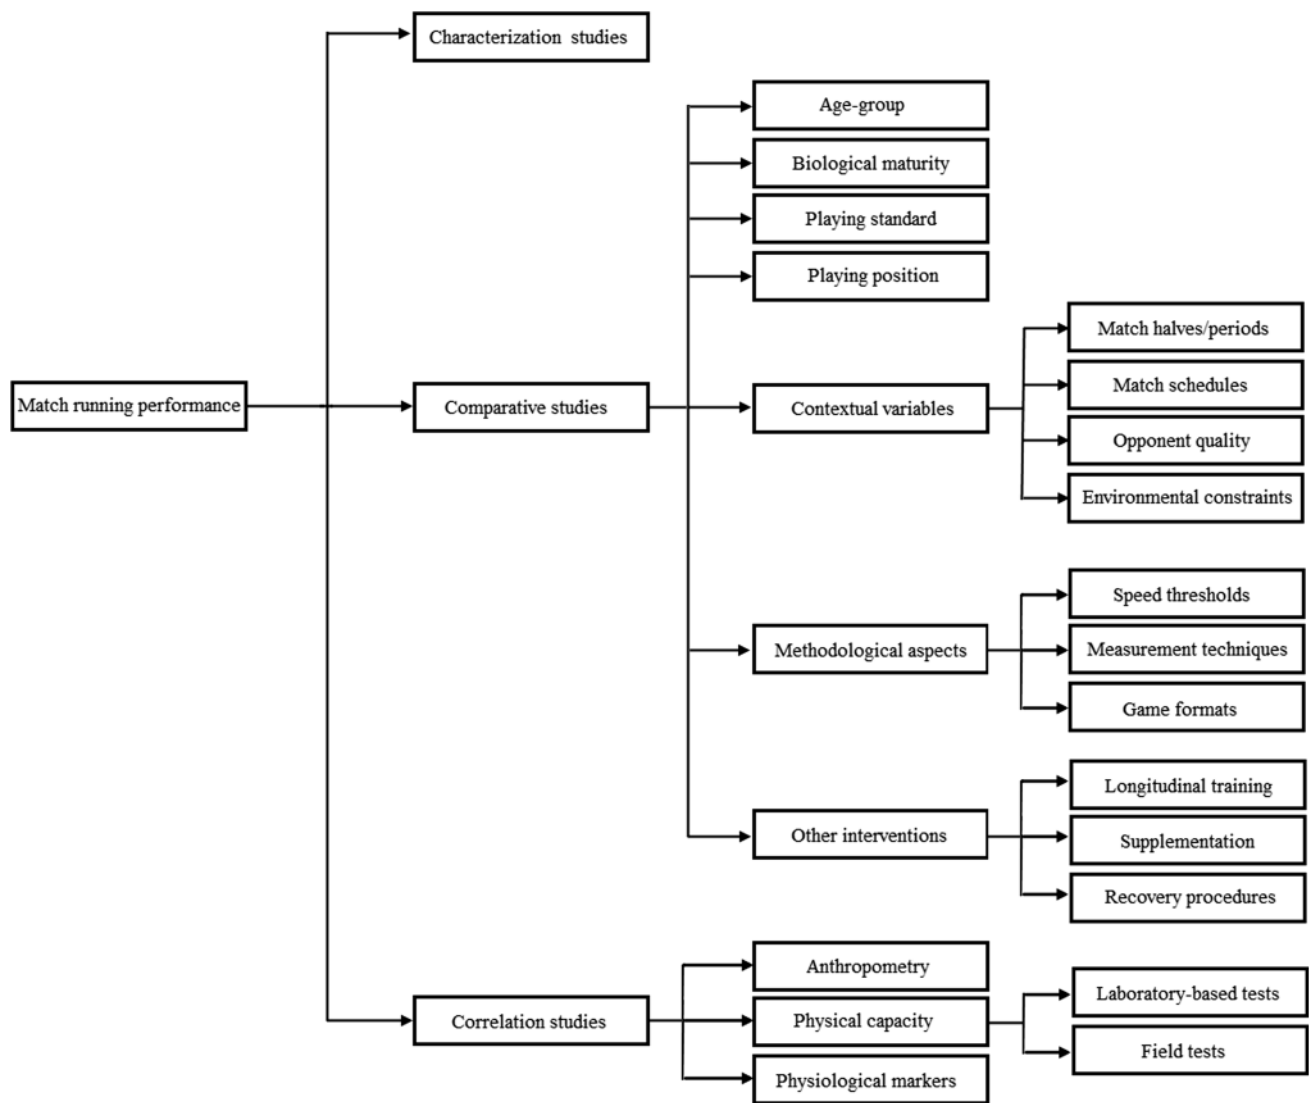 Characterization studies
Age-group
Biological maturity
Playing standard
Playing position
Match halves/periods
Match running performance
Comparative studies
Contextual variables
Match schedules
Opponent quality
Environmental constraints
Speed thresholds
Methodological aspects
Measurement techniques
Game formats
Longitudinal training
Other interventions
Supplementation
Recovery procedures
Anthropometry
Laboratory-based tests
Correlation studies
Physical capacity
Field tests
Physiological markers